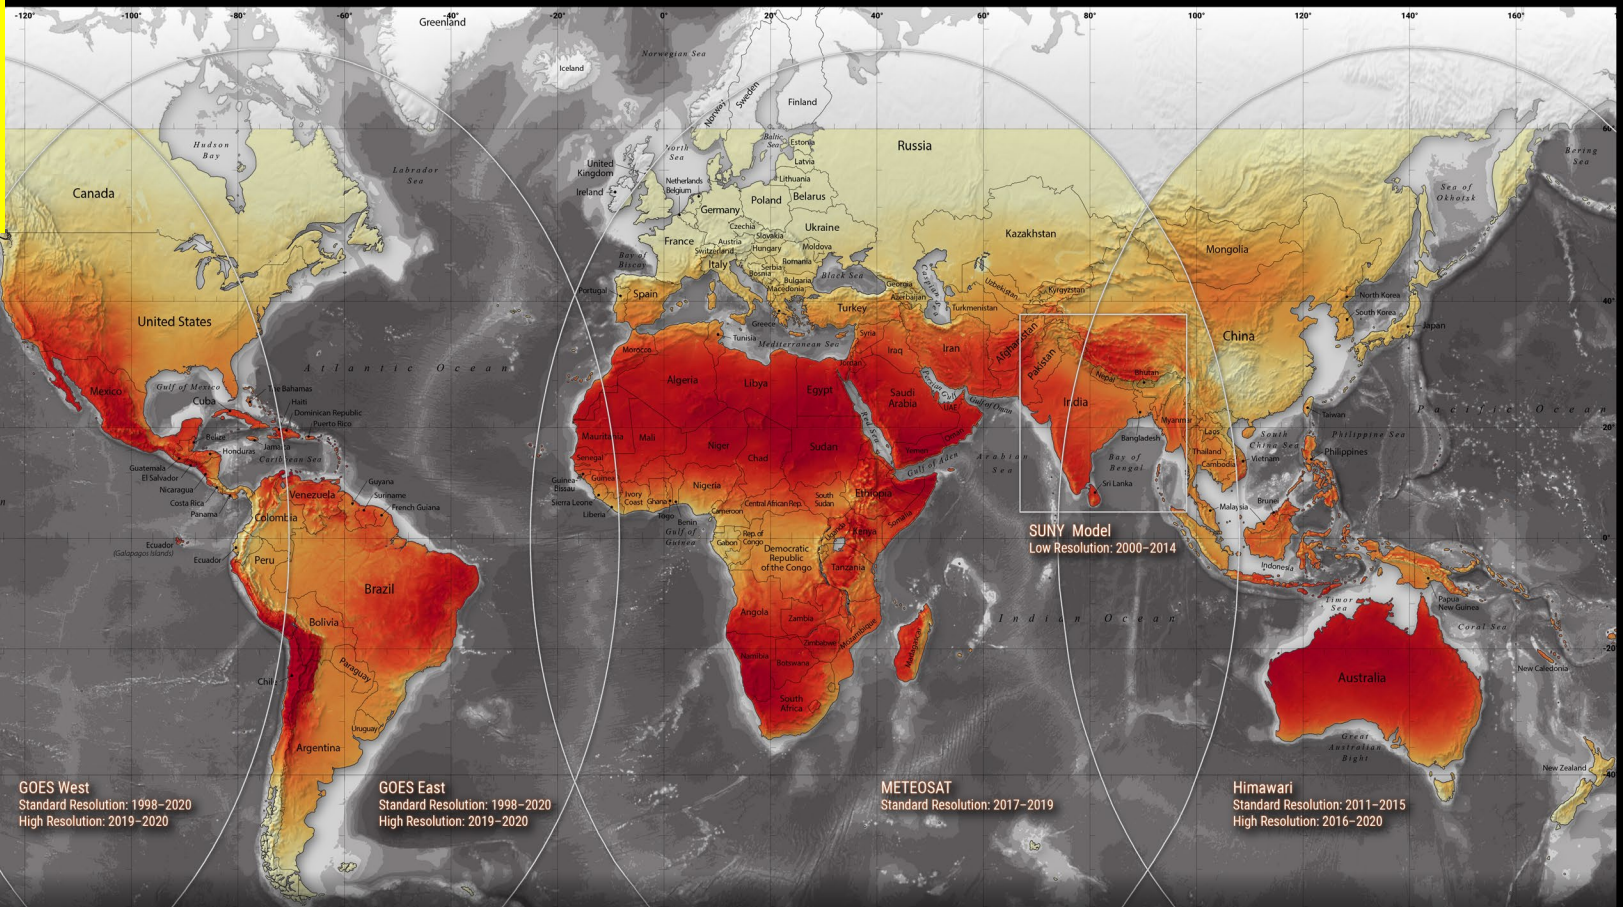 -120°
-100°
-80°
-60°
-40°
-20°
0°
20°
40°
60°
80°
100°
120°
140°
160°
Greenland
Norwegian Sea
Iceland
Norway
Sweden
Finland
60°
Hudson
Bay
Labrador
Sea
Canada
United
Kingdom
Ireland
North
Sea
Baltic
Sea
Estonia
Latvia
Lithuania
Netherlands
Belgium
Germany
Poland
Belarus
Russia
Bering
Sea
Sea of
Okhotsk
Czechia
Slovakia
Ukraine
France
Austria
Switzerland
Hungary
Moldova
Kazakhstan
Mongolia
Bay of
Biscay
Italy
Romania
Serbia
Bosnia
Bulgaria
Macedonia
Black Sea
Caspian
Georgia
Azerbaijan
Uzbekistan
Kyrgyzstan
Turkmenistan
Portugal
Spain
Greece
Turkey
North Korea
South Korea
Japan
40°
United States
Tunisia
Mediterranean Sea
Syria
Morocco
Iraq
Iran
Afghanistan
Pakistan
China
Atlantic Ocean
Jordan
Nepal
Bhutan
Mexico
Gulf of Mexico
The Bahamas
Cuba
Haiti
Dominican Republic
Puerto Rico
Algeria
Libya
Egypt
Saudi
Arabia
Persian
Gulf
UAE
Gulf of Oman
India
Myanmar
Taiwan
Pacific Ocean
20°
Belize
Jamaica
Honduras
Caribbean Sea
Guatemala
El Salvador
Nicaragua
Costa Rica
Panama
Mauritania
Mali
Niger
Chad
Sudan
Red Sea
Oman
Yemen
Gulf of Aden
Arabian
Sea
Bangladesh
Bay of
Bengal
Laos
Thailand
Cambodia
Vietnam
South
China Sea
Philippine Sea
Philippines
Senegal
Guinea-
Bissau
Guinea
Sierra Leone
Liberia
Ivory
Coast
Ghana
Togo
Benin
Nigeria
Cameroon
Central African Rep.
South
Sudan
Ethiopia
Somalia
Sri Lanka
Malaysia
Brunei
Venezuela
Guyana
Suriname
French Guiana
Colombia
Gulf of
Guinea
Gabon
Rep. of
Congo
Democratic
Republic
of the Congo
Uganda
Kenya
Tanzania
SUNY Model
Low Resolution: 2000–2014
0°
Ecuador
(Galapagos Islands)
Ecuador
Peru
Brazil
Indonesia
Papua
New Guinea
Timor
Sea
Coral Sea
Bolivia
Angola
Zambia
Zimbabwe
Mozambique
Madagascar
Indian Ocean
-20
New Caledonia
Chile
Paraguay
Namibia
Botswana
Australia
South
Africa
Uruguay
Argentina
Great
Australian
Bight
New Zealand
-40
GOES West
Standard Resolution: 1998–2020
High Resolution: 2019–2020
GOES East
Standard Resolution: 1998–2020
High Resolution: 2019–2020
METEOSAT
Standard Resolution: 2017–2019
Himawari
Standard Resolution: 2011–2015
High Resolution: 2016–2020